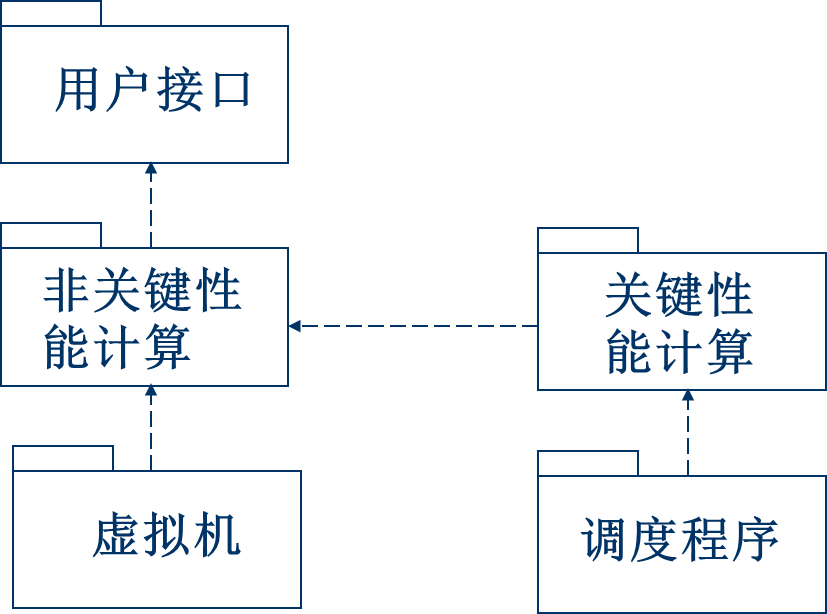 用户接口
非关键性
能计算
关键性
能计算
虚拟机
调度程序